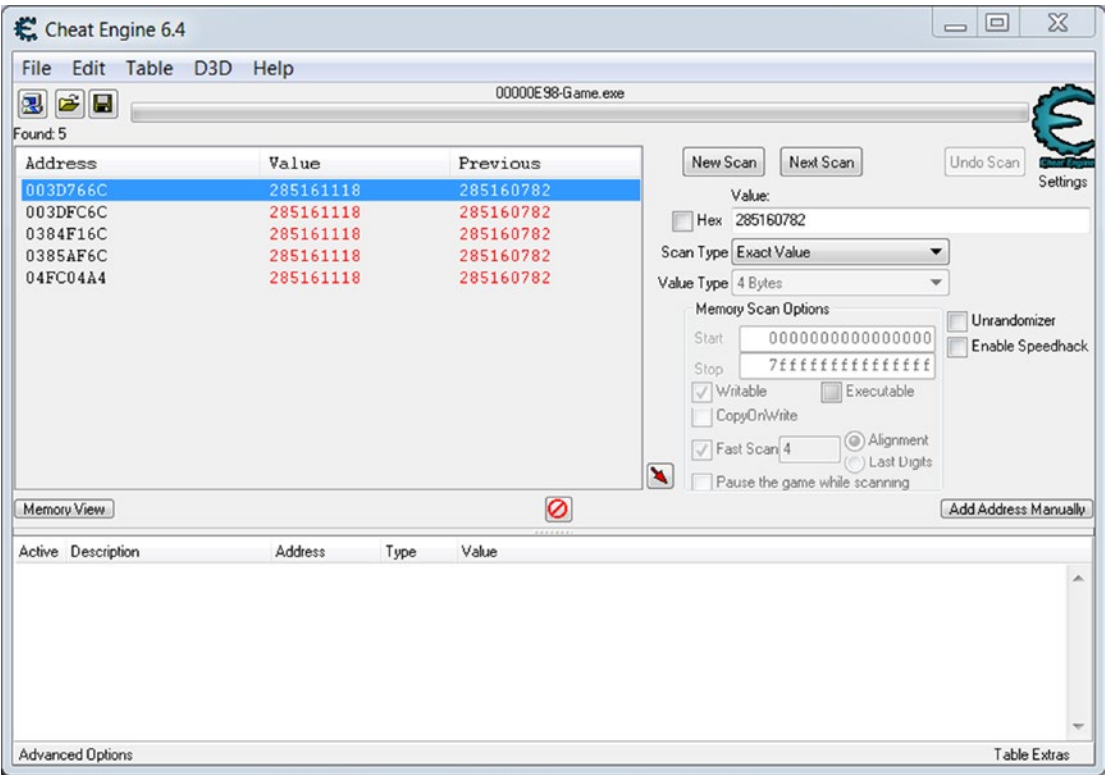 Cheat Engine 6.4
File Edit Table D3D Help
00000E98-Game.exe
Found: 5
Address Value Previous
003D766C 285161118 285160782
003DFC6C 285161118 285160782
0384F16C 285161118 285160782
0385AF6C 285161118 285160782
04FC04A4 285161118 285160782
New Scan Next Scan Undo Scan
Cheat Engine
Settings
Value:
Hex 285160782
Scan Type Exact Value
Value Type 4 Bytes
Memory Scan Options
Start 0000000000000000
Stop 7fffffffffffffff
Writable Executable
CopyOnWrite
Fast Scan 4 Alignment
Last Digits
Pause the game while scanning
Unrandomizer
Enable Speedhack
Memory View Add Address Manually
Active Description Address Type Value
Advanced Options Table Extras